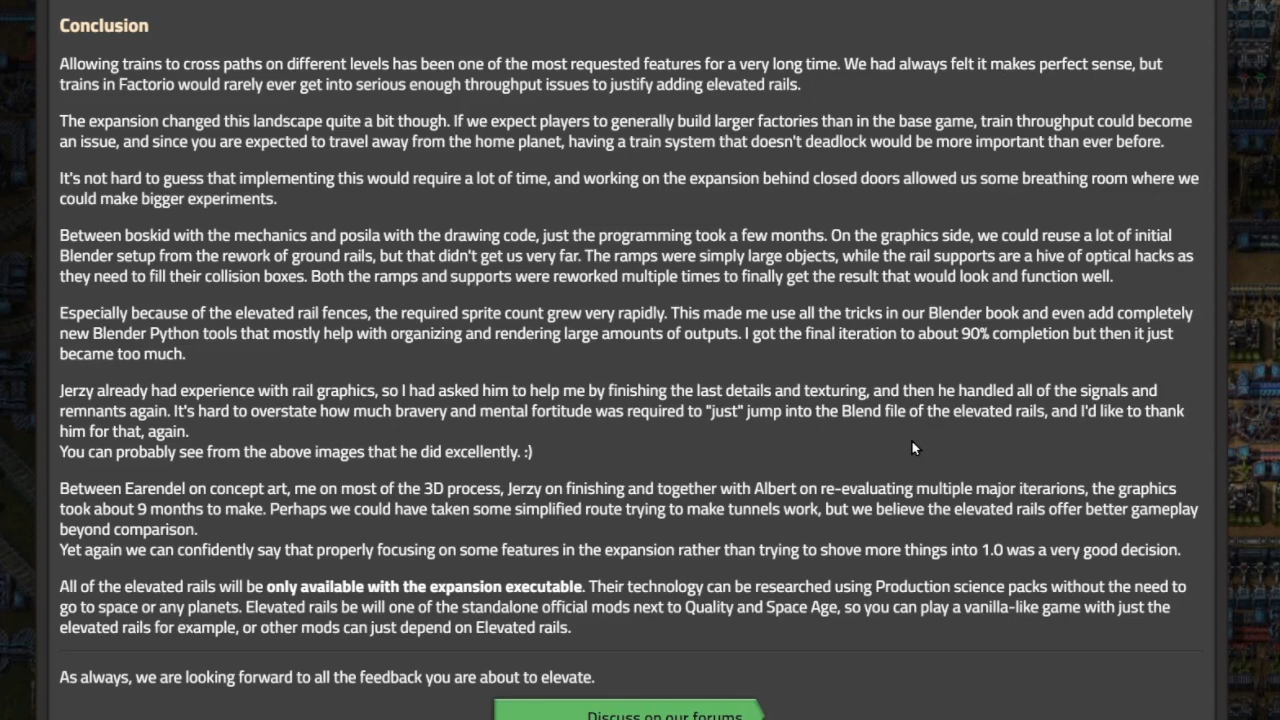 Conclusion
Allowing trains to cross paths on different levels has been one of the most requested features for a very long time. We had always felt it makes perfect sense, but
trains in Factorio would rarely ever get into serious enough throughput issues to justify adding elevated rails.
The expansion changed this landscape quite a bit though. If we expect players to generally build larger factories than in the base game, train throughput could become
an issue, and since you are expected to travel away from the home planet, having a train system that doesn't deadlock would be more important than ever before.
It's not hard to guess that implementing this would require a lot of time, and working on the expansion behind closed doors allowed us some breathing room where we
could make bigger experiments.
Between boskid with the mechanics and posila with the drawing code, just the programming took a few months. On the graphics side, we could reuse a lot of initial
Blender setup from the rework of ground rails, but that didn't get us very far. The ramps were simply large objects, while the rail supports are a hive of optical hacks as
they need to fill their collision boxes. Both the ramps and supports were reworked multiple times to finally get the result that would look and function well.
Especially because of the elevated rail fences, the required sprite count grew very rapidly. This made me use all the tricks in our Blender book and even add completely
new Blender Python tools that mostly help with organizing and rendering large amounts of outputs. I got the final iteration to about 90% completion but then it just
became too much.
Jerzy already had experience with rail graphics, so I had asked him to help me by finishing the last details and texturing, and then he handled all of the signals and
remnants again. It's hard to overstate how much bravery and mental fortitude was required to "just" jump into the Blend file of the elevated rails, and I'd like to thank
him for that, again.
You can probably see from the above images that he did excellently. :)
Between Earendel on concept art, me on most of the 3D process, Jerzy on finishing and together with Albert on re-evaluating multiple major iterarions, the graphics
took about 9 months to make. Perhaps we could have taken some simplified route trying to make tunnels work, but we believe the elevated rails offer better gameplay
beyond comparison.
Yet again we can confidently say that properly focusing on some features in the expansion rather than trying to shove more things into 1.0 was a very good decision.
All of the elevated rails will be only available with the expansion executable. Their technology can be researched using Production science packs without the need to
go to space or any planets. Elevated rails be will one of the standalone official mods next to Quality and Space Age, so you can play a vanilla-like game with just the
elevated rails for example, or other mods can just depend on Elevated rails.
As always, we are looking forward to all the feedback you are about to elevate.
Discuss on our forums